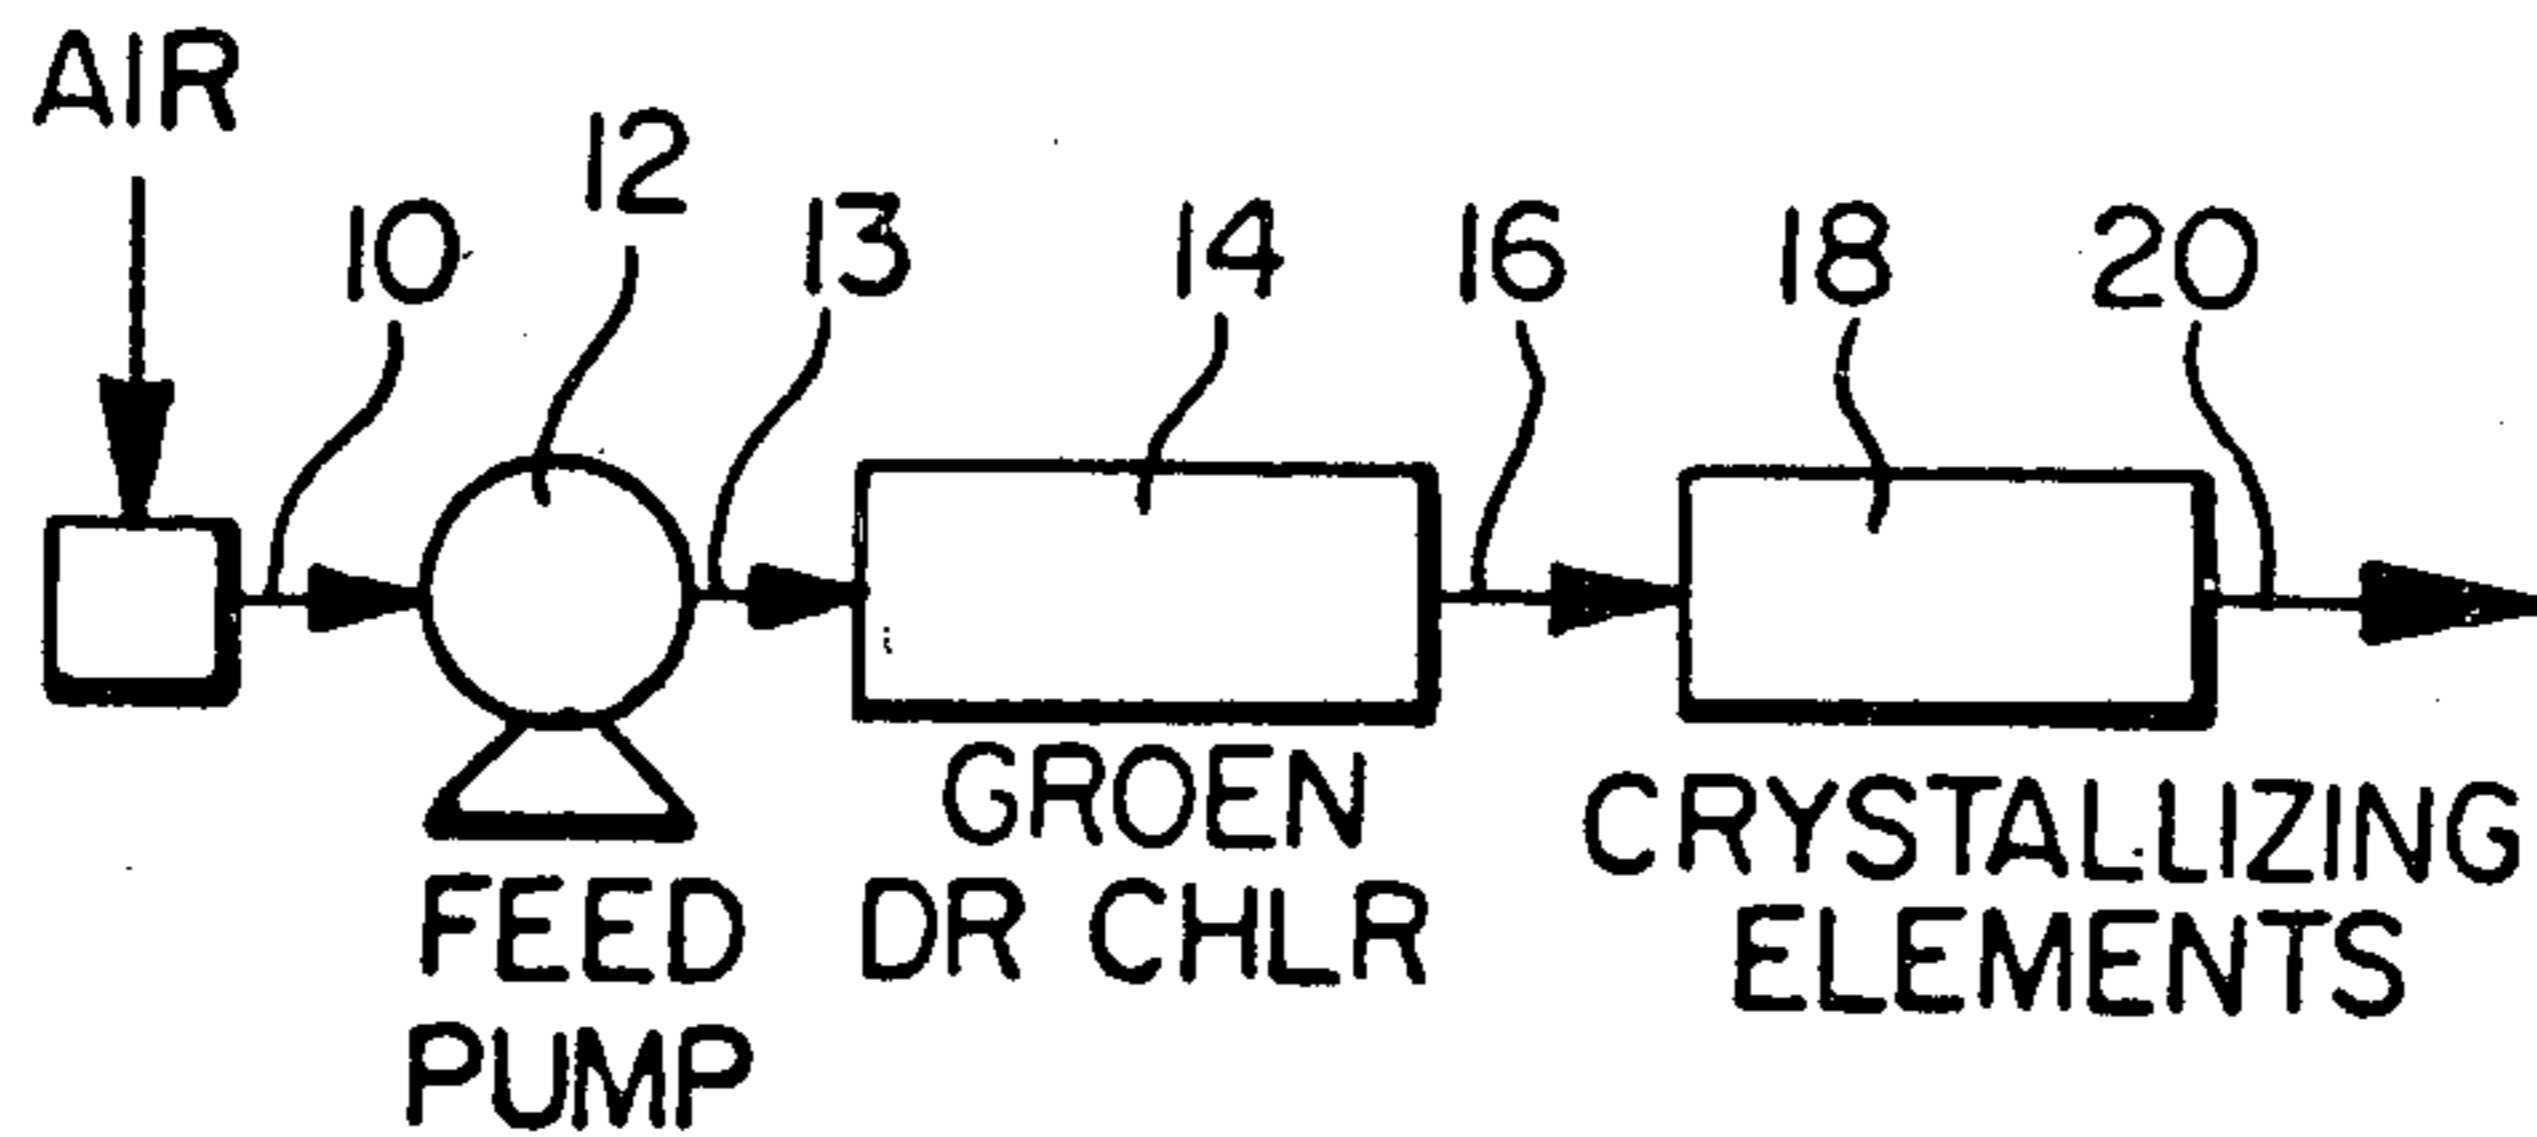 AIR
10
12
13
14
16
18
20
FEED
PUMP
GROEN
DR CHLR
CRYSTALLIZING
ELEMENTS